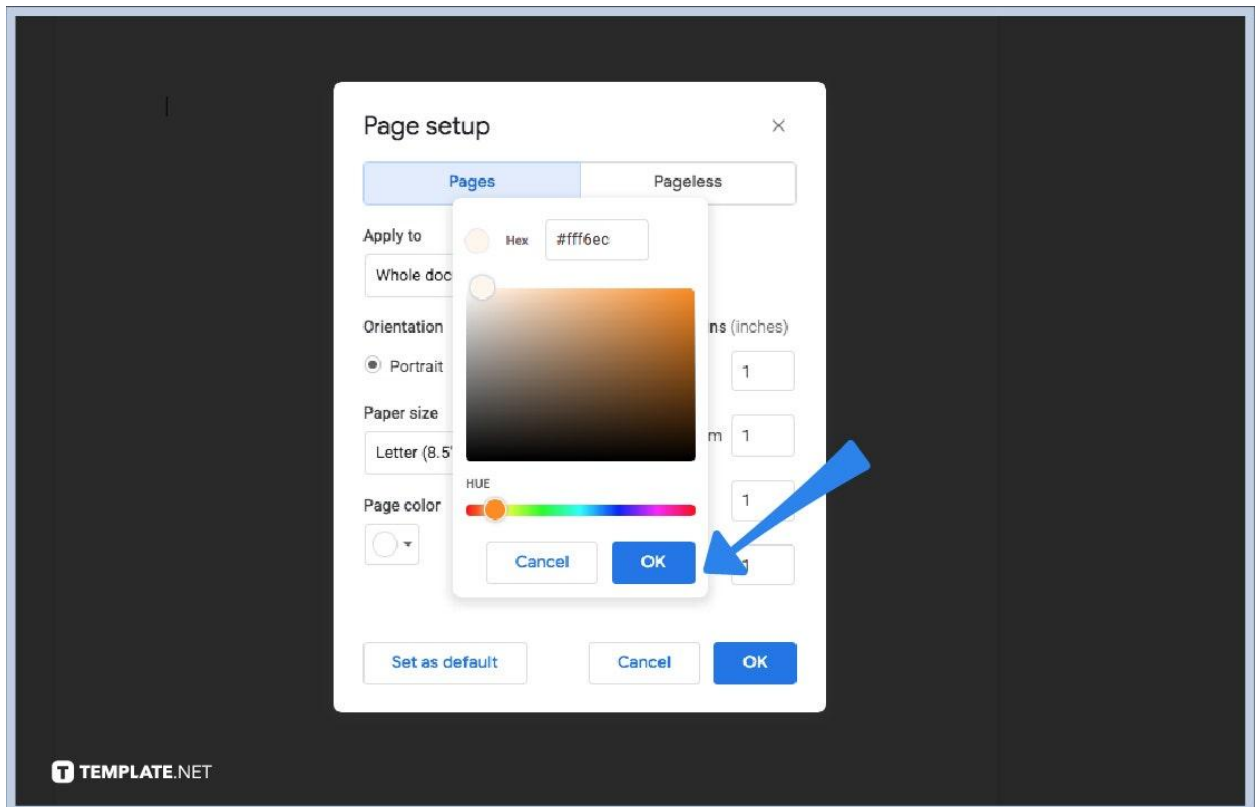 Page setup
Pages
Pageless
Apply to
Hex
#fff6ec
Whole doc
Orientation
ns (inches)
Portrait
1
Paper size
m
1
Letter (8.5"
HUE
Page color
1
Cancel
OK
1
Set as default
Cancel
OK
T TEMPLATE.NET